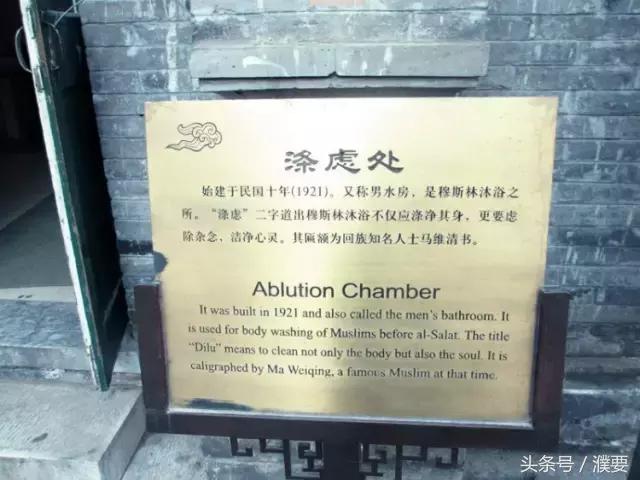 涤虑处
始建于民国十年(1921)。又称男水房，是穆斯林沐浴之
所。“涤虑”二字道出穆斯林沐浴不仅应涤净其身，更要虑
除杂念，洁净心灵。其匾额为回族知名人士马维清书。
Ablution Chamber
It was built in 1921 and also called the men's bathroom. It
is used for body washing of Muslims before al-Salat. The title
“Dilu” means to clean not only the body but also the soul. It is
caligraphed by Ma Weiqing, a famous Muslim at that time.
头条号 / 濮耍